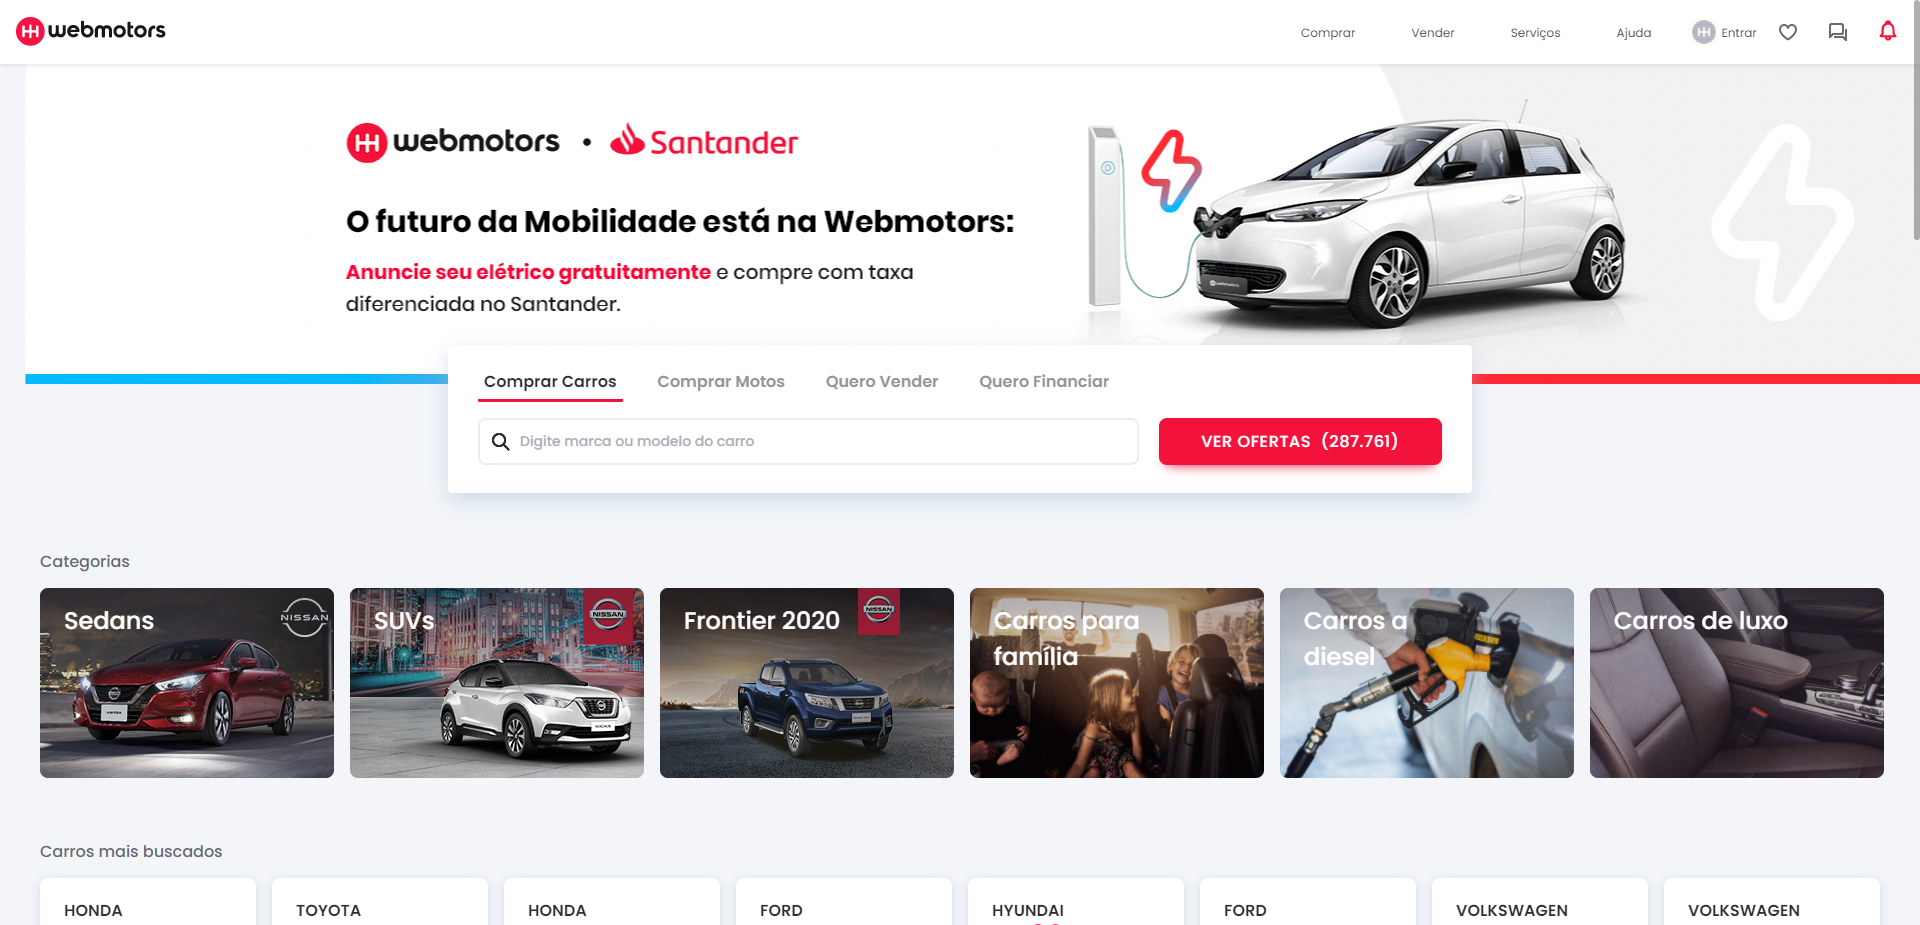 webmotors
Comprar
Vender
Serviços
Ajuda
Entrar
webmotors • Santander
O futuro da Mobilidade está na Webmotors:
Anuncie seu elétrico gratuitamente e compre com taxa
diferenciada no Santander.
webmotors
Comprar Carros
Comprar Motos
Quero Vender
Quero Financiar
Digite marca ou modelo do carro
VER OFERTAS (287.761)
Categorias
Sedans
NISSAN
VERSA
SUVs
NISSAN
KICKS
Frontier 2020
NISSAN
Carros para
família
Carros a
diesel
Carros de luxo
Carros mais buscados
HONDA
TOYOTA
HONDA
FORD
HYUNDAI
FORD
VOLKSWAGEN
VOLKSWAGEN